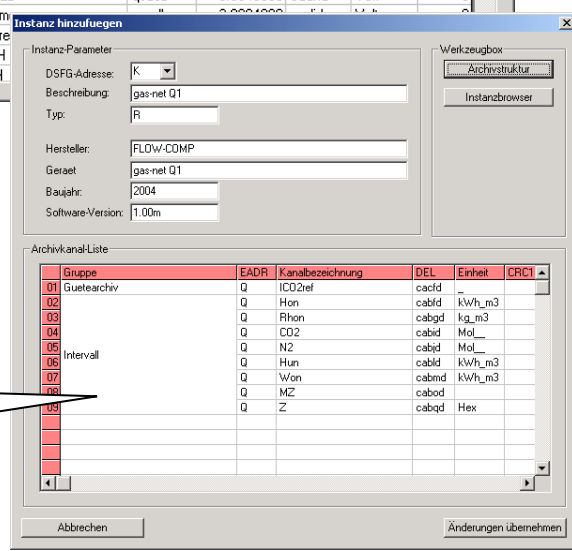 Instanz hinzufuegen
Instanz-Parameter
DSFG-Adresse: K
Beschreibung: gas-net Q1
Typ: R
Hersteller: FLOW-COMP
Geraet gas-net Q1
Baujahr: 2004
Software-Version: 1.00m
Werkzeugbox
Archivstruktur
Instanzbrowser
Archivkanal-Liste
Gruppe EADR Kanalbezeichnung DEL Einheit CRC1
01 Guetearchiv Q ICO2ref cacfd _
02 Q Hon cabfd kWh_m3
03 Q Rhon cabgd kg_m3
04 Q CO2 cabid Mol__
05 Intervall Q N2 cabjd Mol__
06 Q Hun cabld kWh_m3
07 Q Won cabmd kWh_m3
08 Q MZ cabod
09 Q Z cabqd Hex
Abbrechen
Änderungen übernehmen